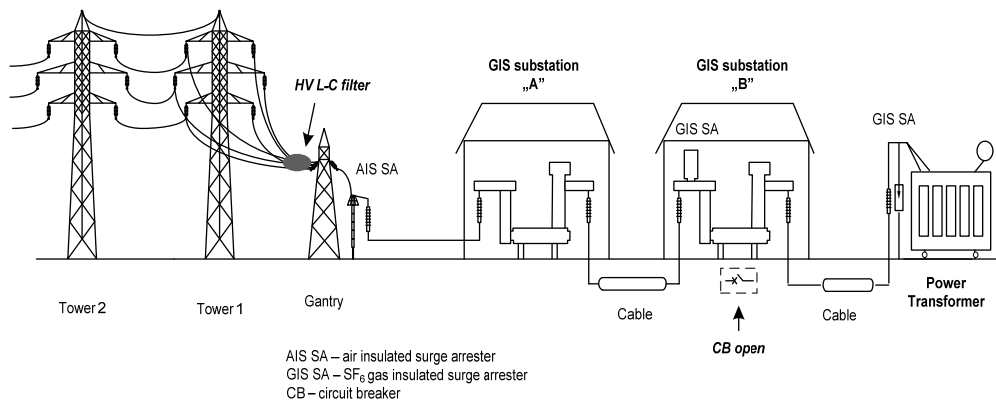 GIS substation
„A”
GIS substation
„B”
HV L-C filter
AIS SA
GIS SA
GIS SA
Tower 2
Tower 1
Gantry
Cable
Cable
Power
Transformer
CB open
AIS SA – air insulated surge arrester
GIS SA – SF₆ gas insulated surge arrester
CB – circuit breaker